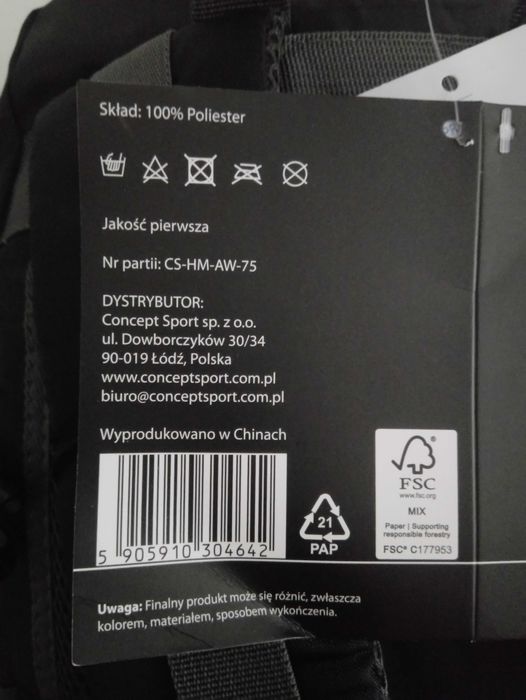 Skład: 100% Poliester
Jakość pierwsza
Nr partii: CS-HM-AW-75
DYSTRYBUTOR:
Concept Sport sp. z o.o.
ul. Dowborczyków 30/34
90-019 Łódź, Polska
www.conceptsport.com.pl
biuro@conceptsport.com.pl
Wyprodukowano w Chinach
5 905910 304642
21
PAP
FSC
www.fsc.org
MIX
Paper | Supporting
responsible forestry
FSC® C177953
Uwaga: Finalny produkt może się różnić, zwłaszcza
kolorem, materiałem, sposobem wykończenia.